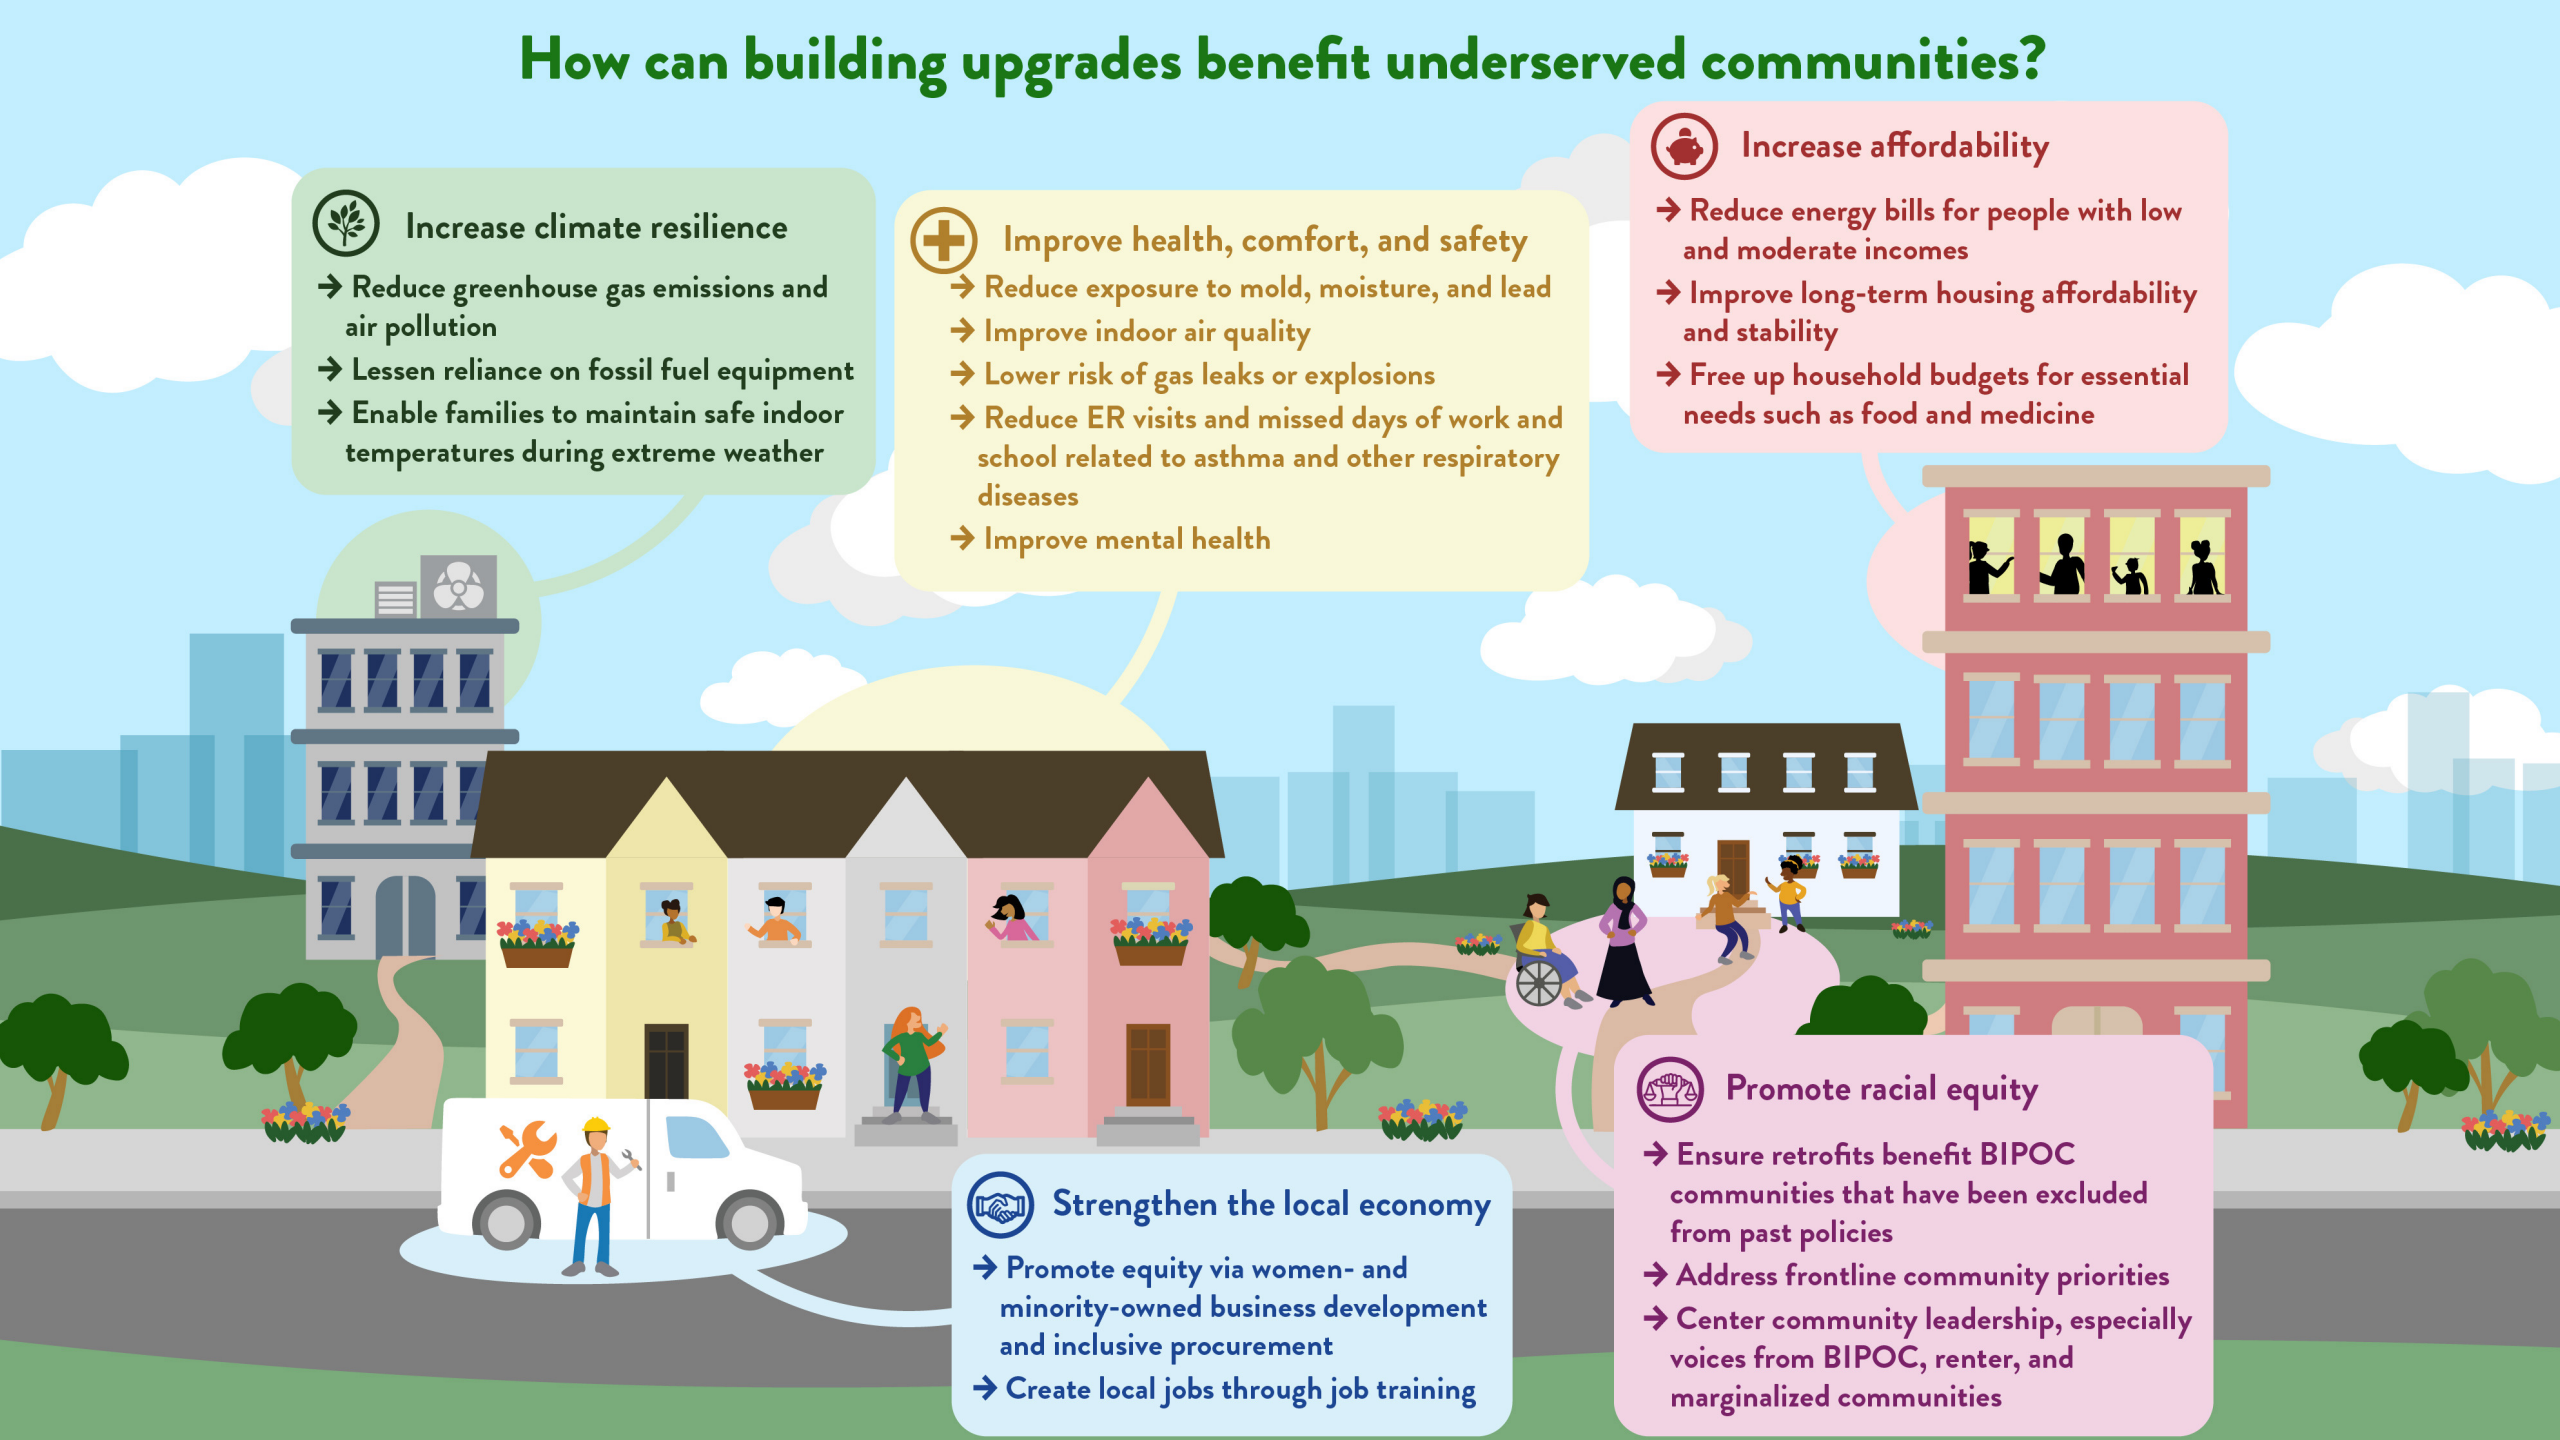 How can building upgrades benefit underserved communities?
Increase climate resilience
→ Reduce greenhouse gas emissions and
air pollution
→ Lessen reliance on fossil fuel equipment
→ Enable families to maintain safe indoor
temperatures during extreme weather
Improve health, comfort, and safety
→ Reduce exposure to mold, moisture, and lead
→ Improve indoor air quality
→ Lower risk of gas leaks or explosions
→ Reduce ER visits and missed days of work and
school related to asthma and other respiratory
diseases
→ Improve mental health
Increase affordability
→ Reduce energy bills for people with low
and moderate incomes
→ Improve long-term housing affordability
and stability
→ Free up household budgets for essential
needs such as food and medicine
Strengthen the local economy
→ Promote equity via women- and
minority-owned business development
and inclusive procurement
→ Create local jobs through job training
Promote racial equity
→ Ensure retrofits benefit BIPOC
communities that have been excluded
from past policies
→ Address frontline community priorities
→ Center community leadership, especially
voices from BIPOC, renter, and
marginalized communities